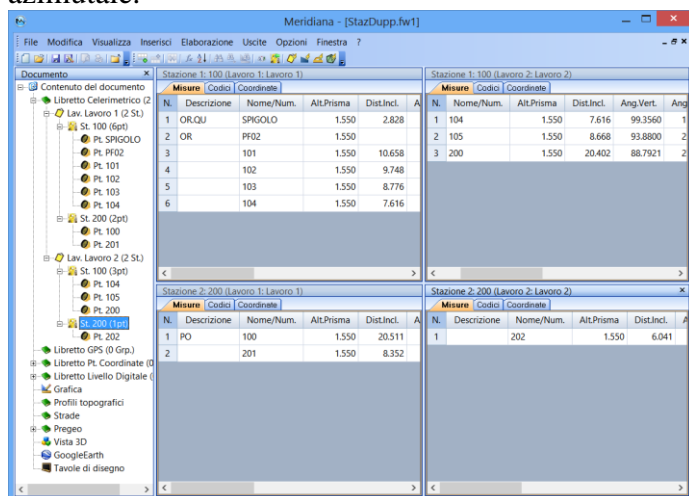 azimutale.
Meridiana - [StazDupp.fw1]
File Modifica Visualizza Inserisci Elaborazione Uscite Opzioni Finestra ?
Documento
Contenuto del documento
Libretto Celerimetrico (2
Lav. Lavoro 1 (2 St.)
St. 100 (6pt)
Pt. SPIGOLO
Pt. PF02
Pt. 101
Pt. 102
Pt. 103
Pt. 104
St. 200 (2pt)
Pt. 100
Pt. 201
Lav. Lavoro 2 (2 St.)
St. 100 (3pt)
Pt. 104
Pt. 105
Pt. 200
St. 200 (1pt)
Pt. 202
Libretto GPS (0 Grp.)
Libretto Pt. Coordinate (0
Libretto Livello Digitale (
Grafica
Profili topografici
Strade
Pregeo
Vista 3D
GoogleEarth
Tavole di disegno
Stazione 1: 100 (Lavoro 1: Lavoro 1)
Misure Codici Coordinate
N. Descrizione Nome/Num. Alt.Prisma Dist.Incl. A
1 OR.QU SPIGOLO 1.550 2.828
2 OR PF02 1.550
3 101 1.550 10.658
4 102 1.550 9.748
5 103 1.550 8.776
6 104 1.550 7.616
Stazione 1: 100 (Lavoro 2: Lavoro 2)
Misure Codici Coordinate
N. Nome/Num. Alt.Prisma Dist.Incl. Ang.Vert. Ang
1 104 1.550 7.616 99.3560 1
2 105 1.550 8.668 93.8800 2
3 200 1.550 20.402 88.7921 2
Stazione 2: 200 (Lavoro 1: Lavoro 1)
Misure Codici Coordinate
N. Descrizione Nome/Num. Alt.Prisma Dist.Incl. A
1 PO 100 1.550 20.511
2 201 1.550 8.352
Stazione 2: 200 (Lavoro 2: Lavoro 2)
Misure Codici Coordinate
N. Descrizione Nome/Num. Alt.Prisma Dist.Incl. A
1 202 1.550 6.041